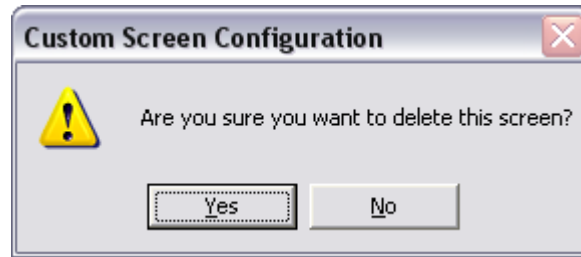 Custom Screen Configuration
Are you sure you want to delete this screen?
Yes
No